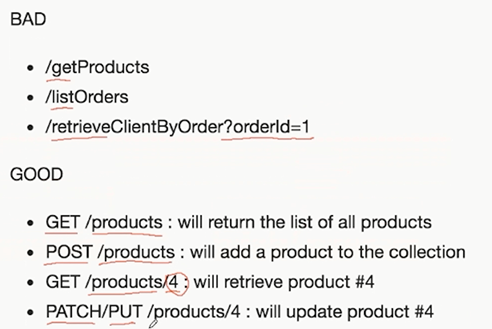 BAD
• /getProducts
• /listOrders
• /retrieveClientByOrder?orderId=1
GOOD
• GET /products : will return the list of all products
• POST /products : will add a product to the collection
• GET /products/4 : will retrieve product #4
• PATCH/PUT /products/4 : will update product #4